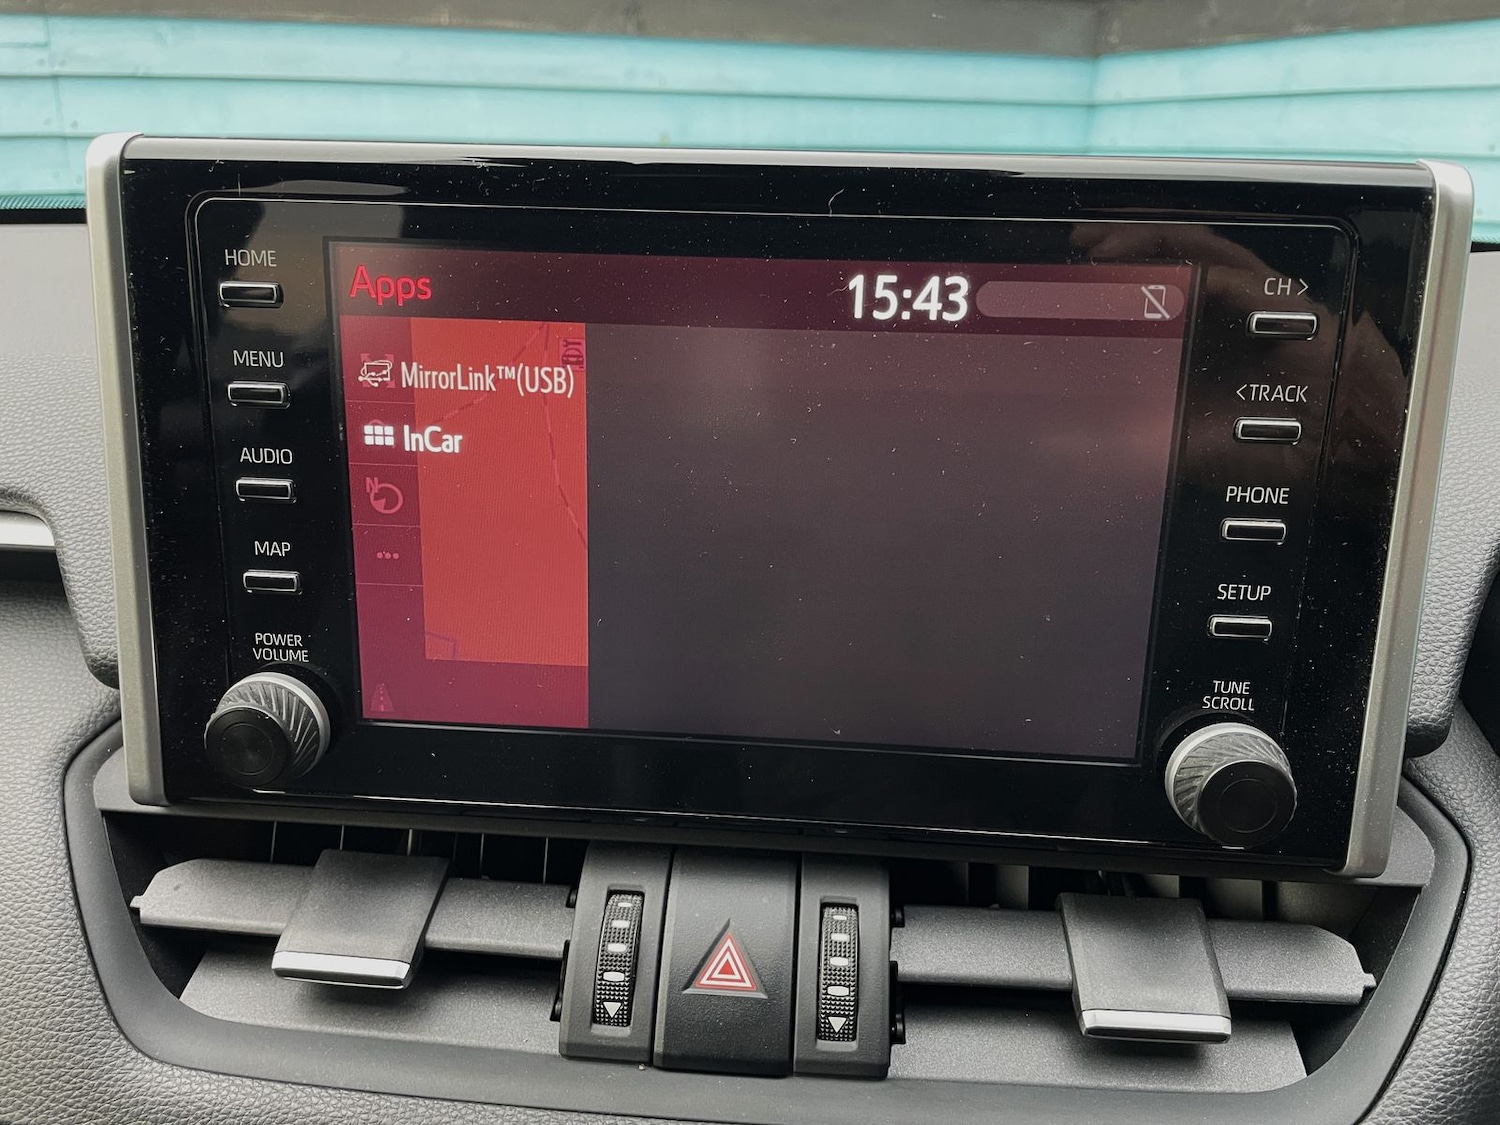 HOME
MENU
AUDIO
MAP
POWER
VOLUME
Apps
15:43
MirrorLink™(USB)
InCar
N
CH >
<TRACK
PHONE
SETUP
TUNE
SCROLL